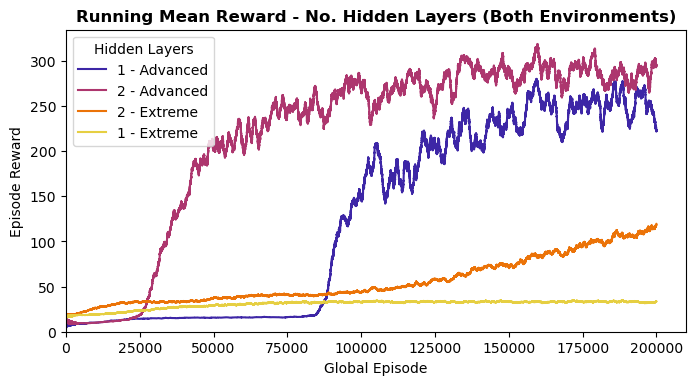 Running Mean Reward - No. Hidden Layers (Both Environments)
Hidden Layers
1 - Advanced
2 - Advanced
2 - Extreme
1 - Extreme
Episode Reward
300
250
200
150
100
50
0
0 25000 50000 75000 100000 125000 150000 175000 200000
Global Episode